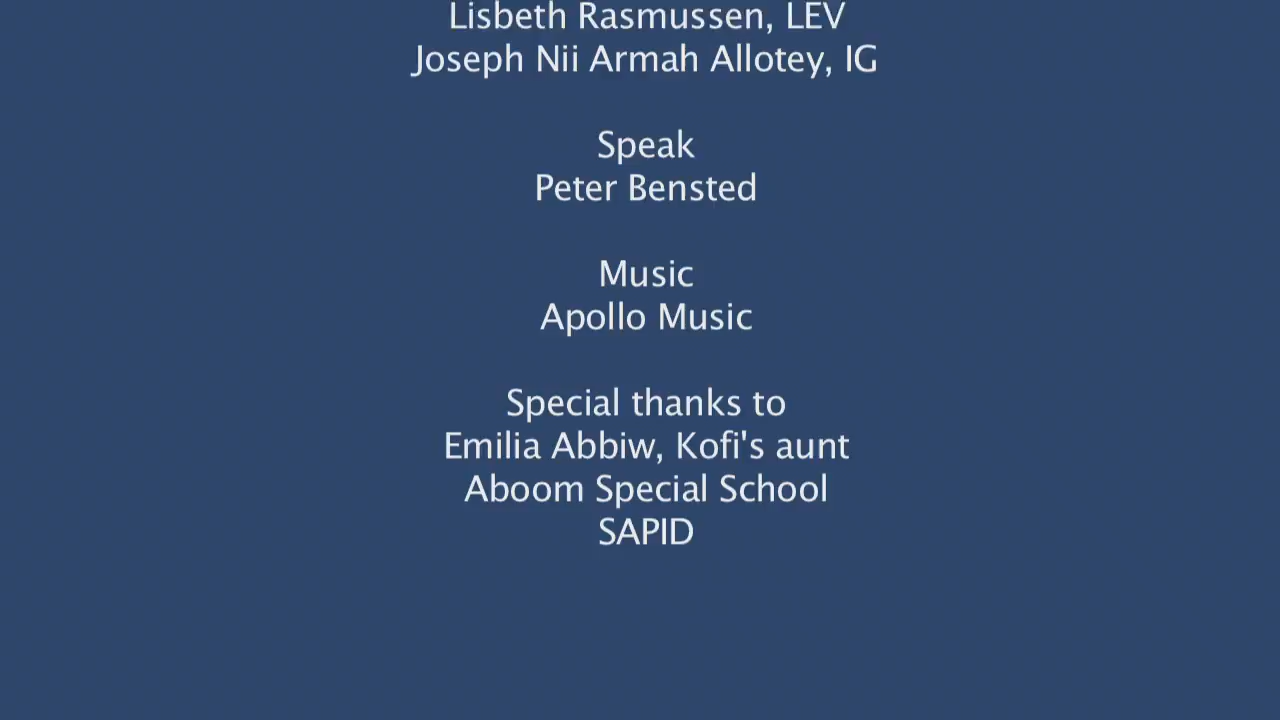 Lisbeth Rasmussen, LEV
Joseph Nii Armah Allotey, IG
Speak
Peter Bensted
Music
Apollo Music
Special thanks to
Emilia Abbiw, Kofi's aunt
Aboom Special School
SAPID